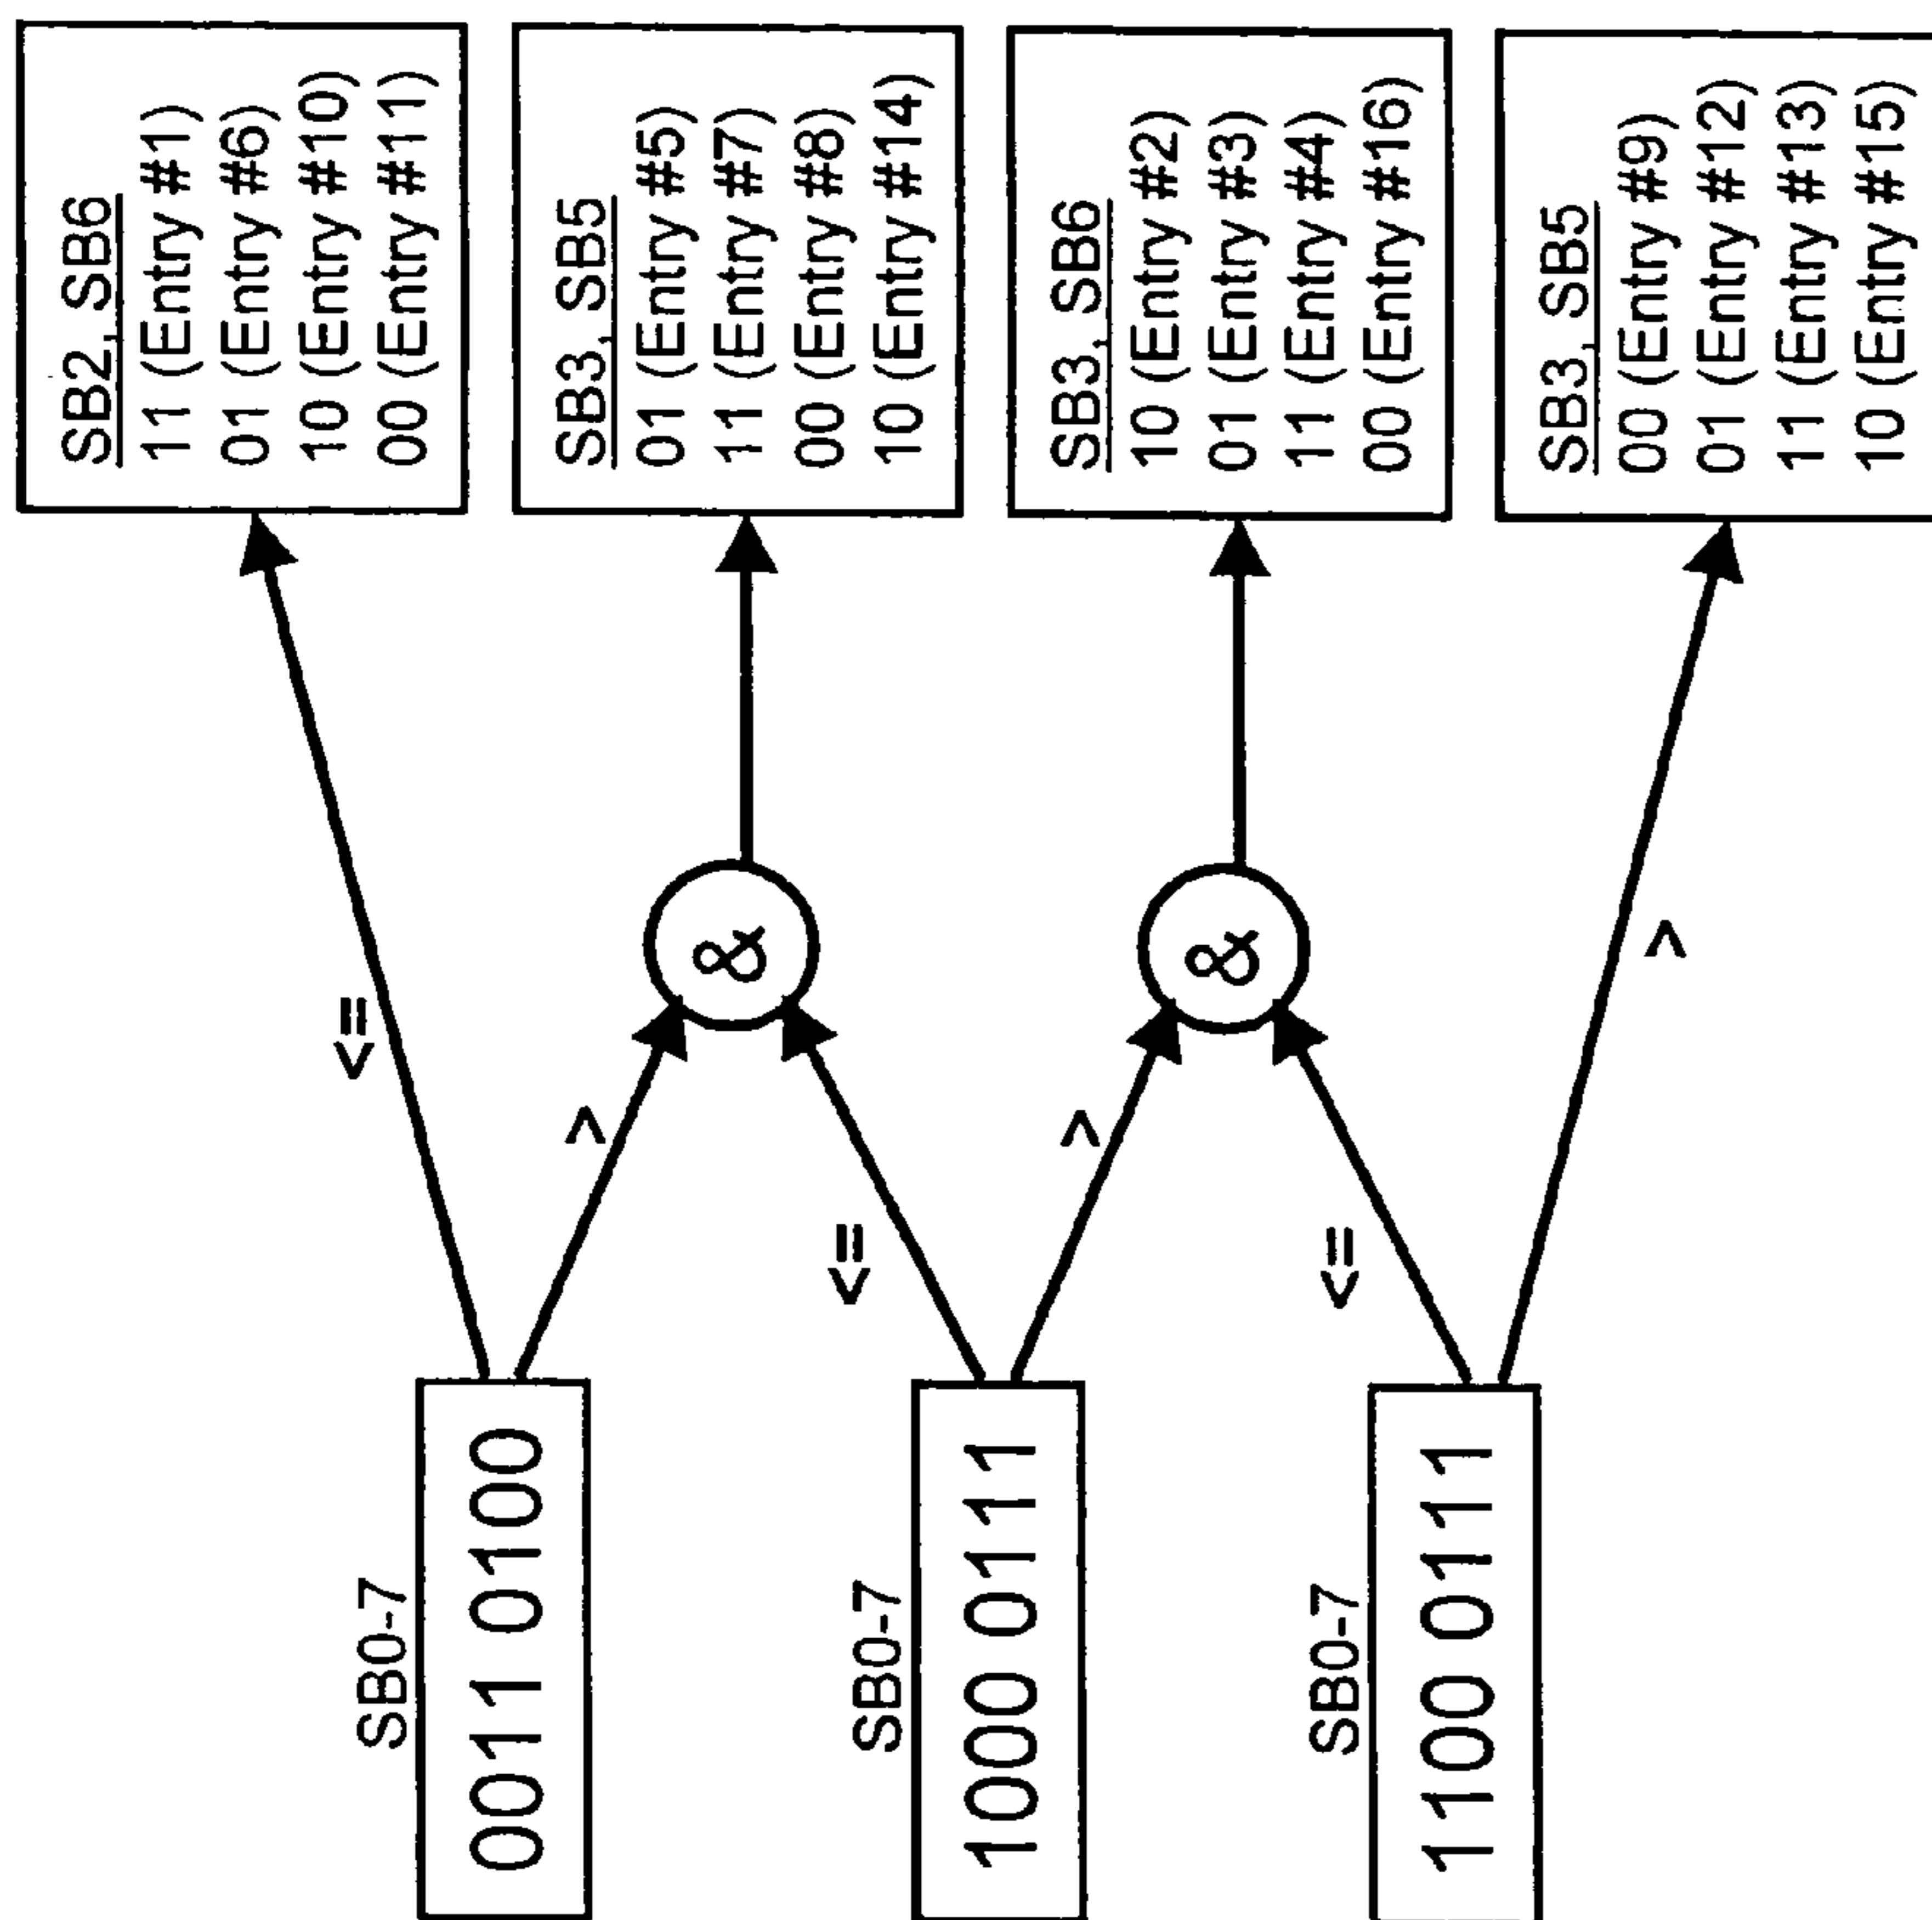 SB0-7
0011 0100
SB0-7
1000 0111
SB0-7
1100 0111
<=
>
<=
>
<=
>
&
&
SB2, SB6
11 (Entry #1)
01 (Entry #6)
10 (Entry #10)
00 (Entry #11)
SB3, SB5
01 (Entry #5)
11 (Entry #7)
00 (Entry #8)
10 (Entry #14)
SB3, SB6
10 (Entry #2)
01 (Entry #3)
11 (Entry #4)
00 (Entry #16)
SB3, SB5
00 (Entry #9)
01 (Entry #12)
11 (Entry #13)
10 (Entry #15)